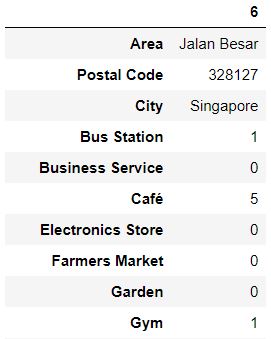 6
Area Jalan Besar
Postal Code 328127
City Singapore
Bus Station 1
Business Service 0
Café 5
Electronics Store 0
Farmers Market 0
Garden 0
Gym 1